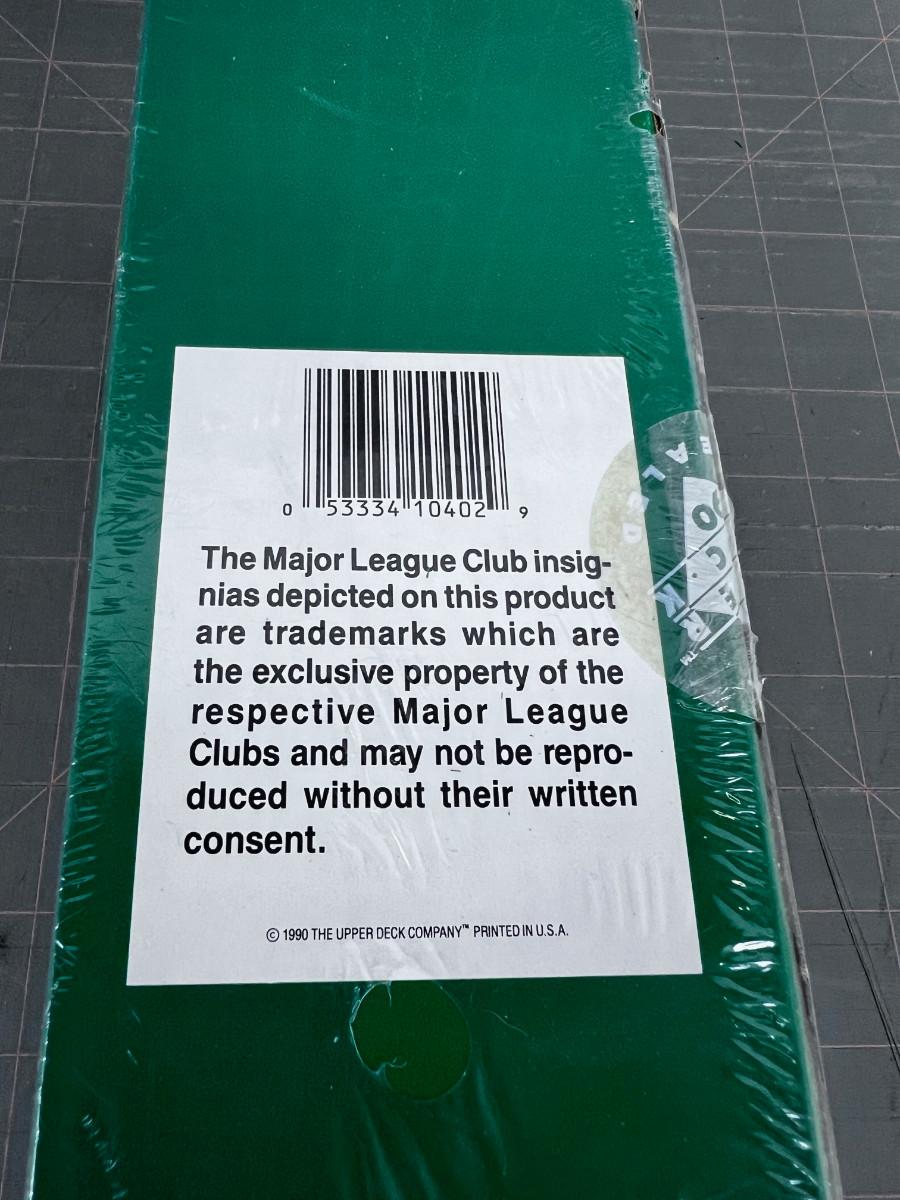 0 53334 10402 9
The Major League Club insig-
nias depicted on this product
are trademarks which are
the exclusive property of the
respective Major League
Clubs and may not be repro-
duced without their written
consent.
© 1990 THE UPPER DECK COMPANY™ PRINTED IN U.S.A.